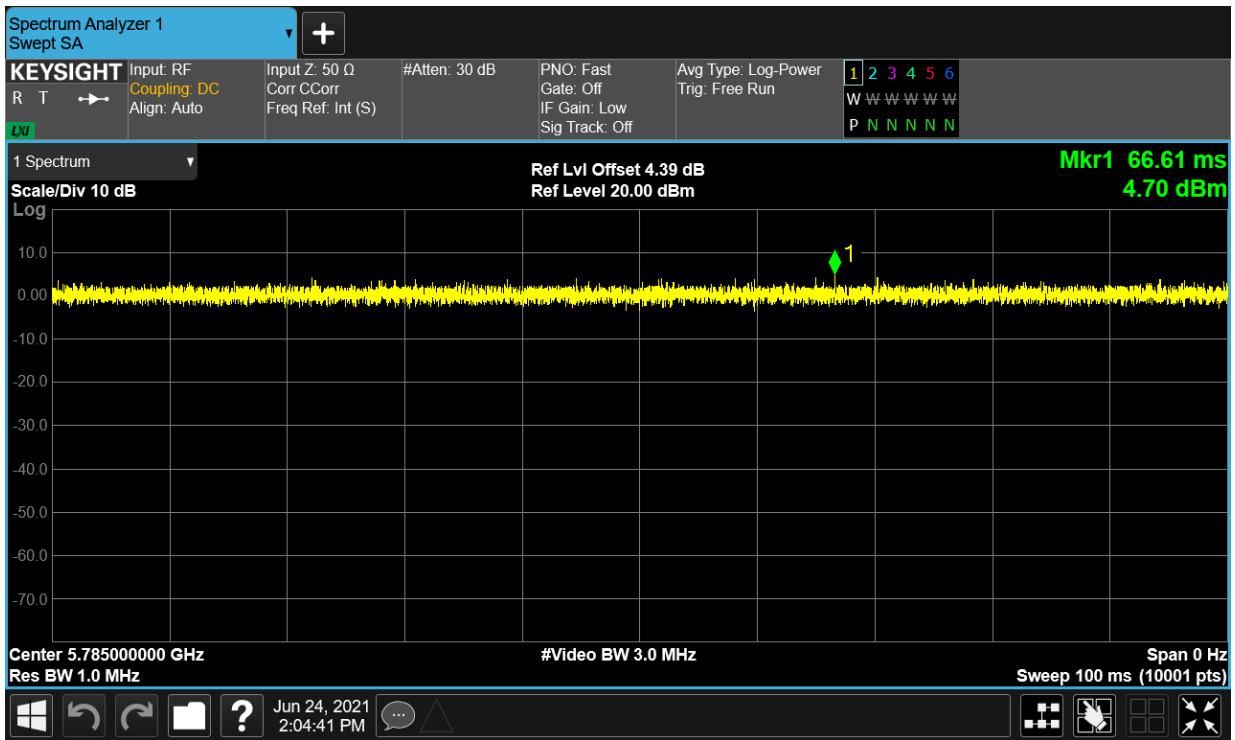 Spectrum Analyzer 1
Swept SA
KEYSIGHT
R T
LXI
Input: RF
Coupling: DC
Align: Auto
Input Z: 50 Ω
Corr CCorr
Freq Ref: Int (S)
#Atten: 30 dB
PNO: Fast
Gate: Off
IF Gain: Low
Sig Track: Off
Avg Type: Log-Power
Trig: Free Run
1 2 3 4 5 6
W W W W W W
P N N N N N
1 Spectrum
Scale/Div 10 dB
Ref Lvl Offset 4.39 dB
Ref Level 20.00 dBm
Mkr1 66.61 ms
4.70 dBm
Log
10.0
0.00
-10.0
-20.0
-30.0
-40.0
-50.0
-60.0
-70.0
1
Center 5.785000000 GHz
Res BW 1.0 MHz
#Video BW 3.0 MHz
Span 0 Hz
Sweep 100 ms (10001 pts)
?
Jun 24, 2021
2:04:41 PM